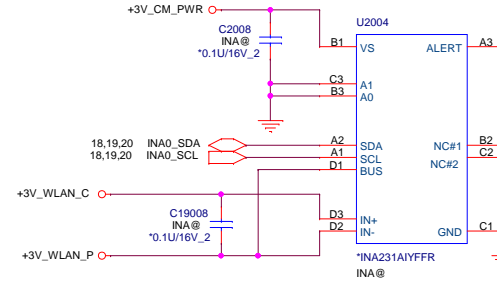 +3V_CM_PWR
U2004
C2008
INA@
*0.1U/16V_2
B1 VS ALERT A3
C3 A1
B3 A0
18,19,20 INA0_SDA A2 SDA NC#1 B2
18,19,20 INA0_SCL A1 SCL NC#2 C2
D1 BUS
+3V_WLAN_C
C19008
INA@
*0.1U/16V_2
D3 IN+
D2 IN- GND C1
+3V_WLAN_P
*INA231AIYFFR
INA@